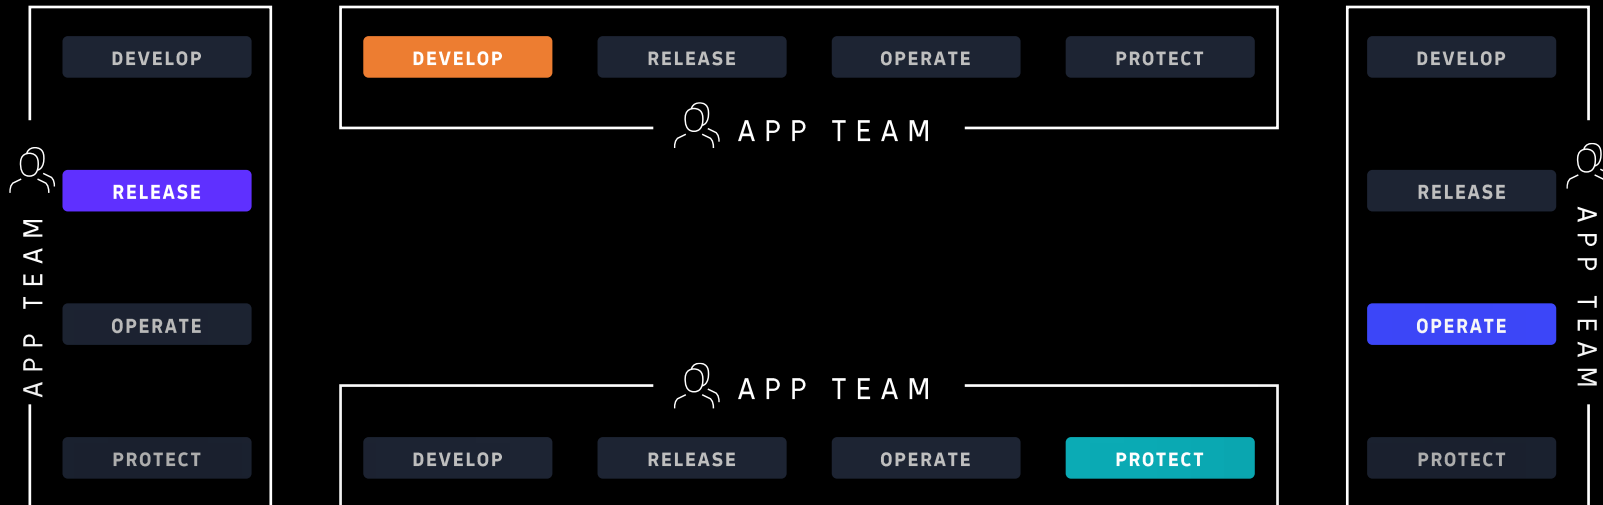 DEVELOP
RELEASE
OPERATE
PROTECT
APP TEAM
DEVELOP RELEASE OPERATE PROTECT
APP TEAM
APP TEAM
DEVELOP RELEASE OPERATE PROTECT
DEVELOP
RELEASE
OPERATE
PROTECT
APP TEAM